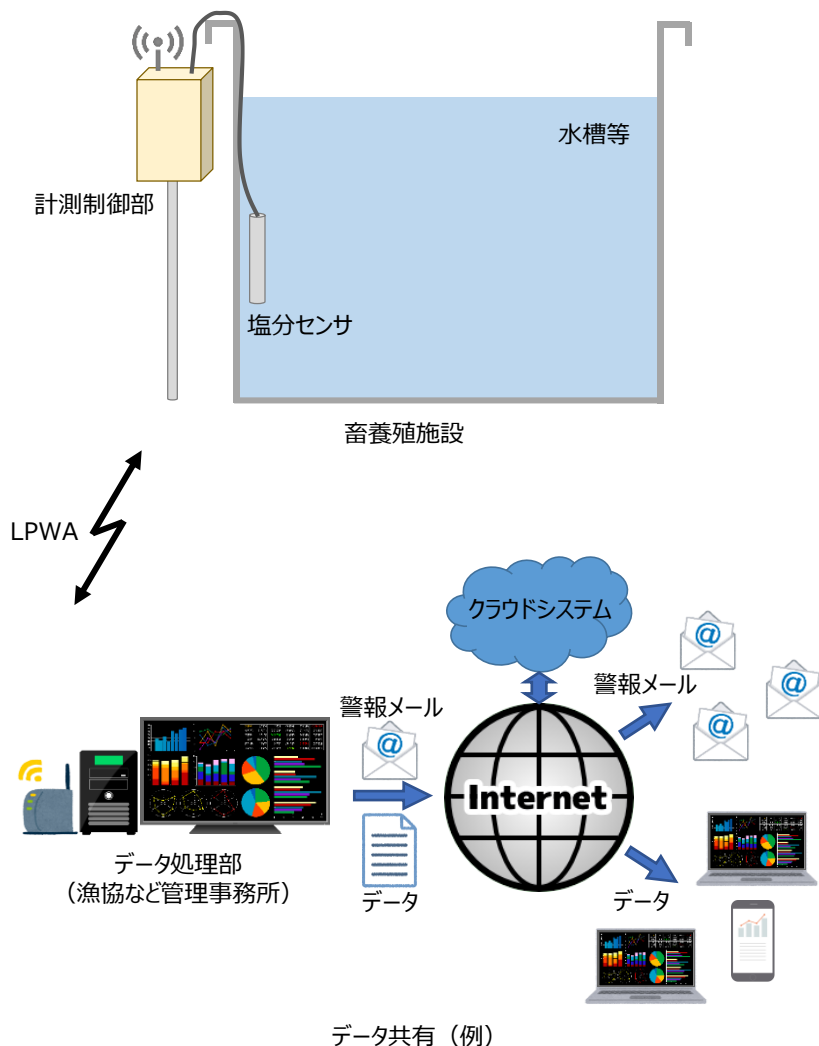 水槽等
計測制御部
塩分センサ
畜養殖施設
LPWA
クラウドシステム
警報メール
警報メール
@
@
@
@
Internet
データ処理部
(漁協など管理事務所)
データ
データ
データ共有(例)